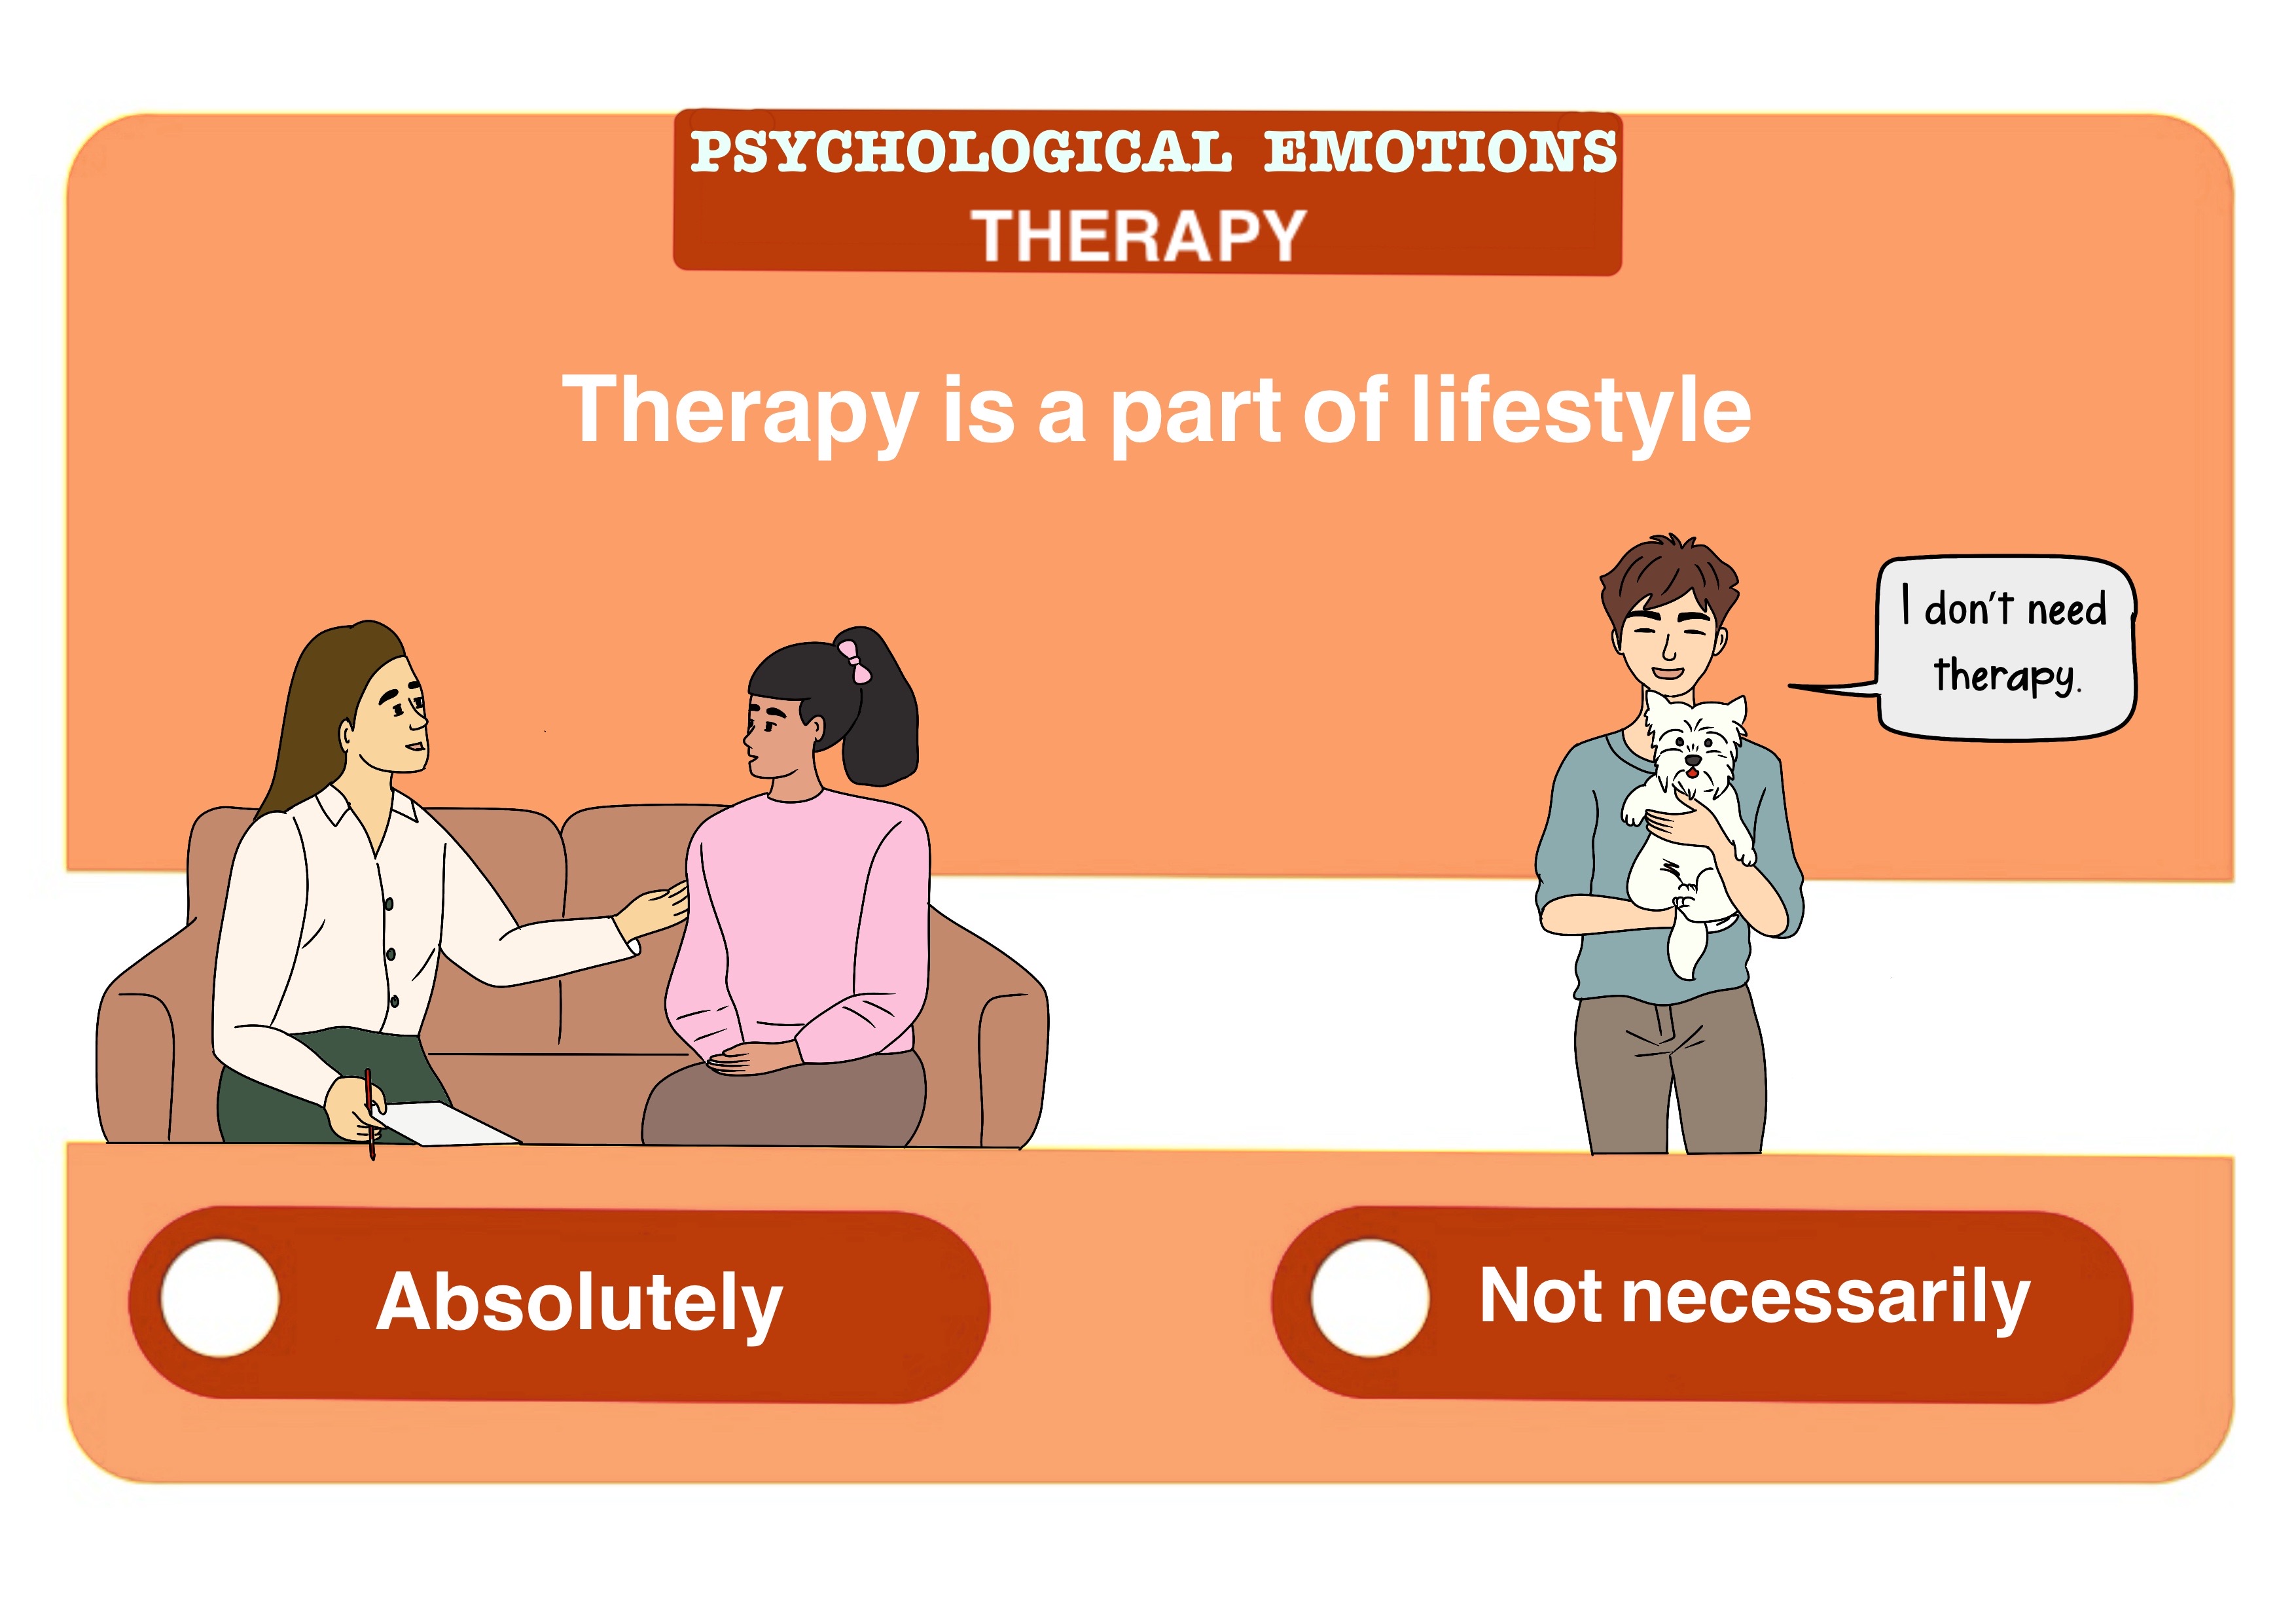 PSYCHOLOGICAL EMOTIONS
THERAPY
Therapy is a part of lifestyle
I don't need
therapy.
Absolutely
Not necessarily